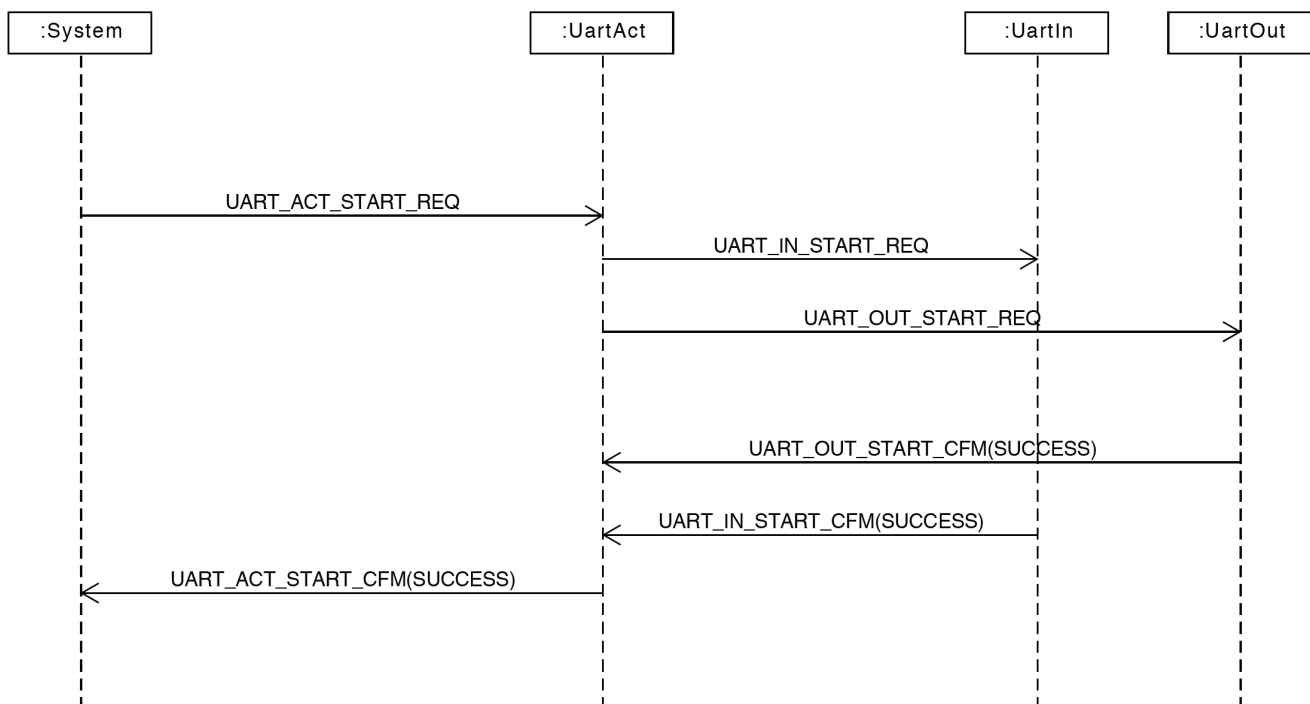 :System
:UartAct
:UartIn
:UartOut
UART_ACT_START_REQ
UART_IN_START_REQ
UART_OUT_START_REQ
UART_OUT_START_CFM(SUCCESS)
UART_IN_START_CFM(SUCCESS)
UART_ACT_START_CFM(SUCCESS)